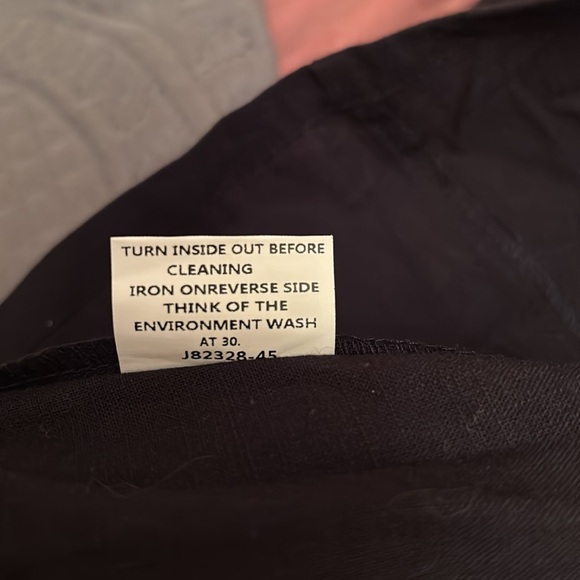 TURN INSIDE OUT BEFORE
CLEANING
IRON ONREVERSE SIDE
THINK OF THE
ENVIRONMENT WASH
AT 30.
J82328-45